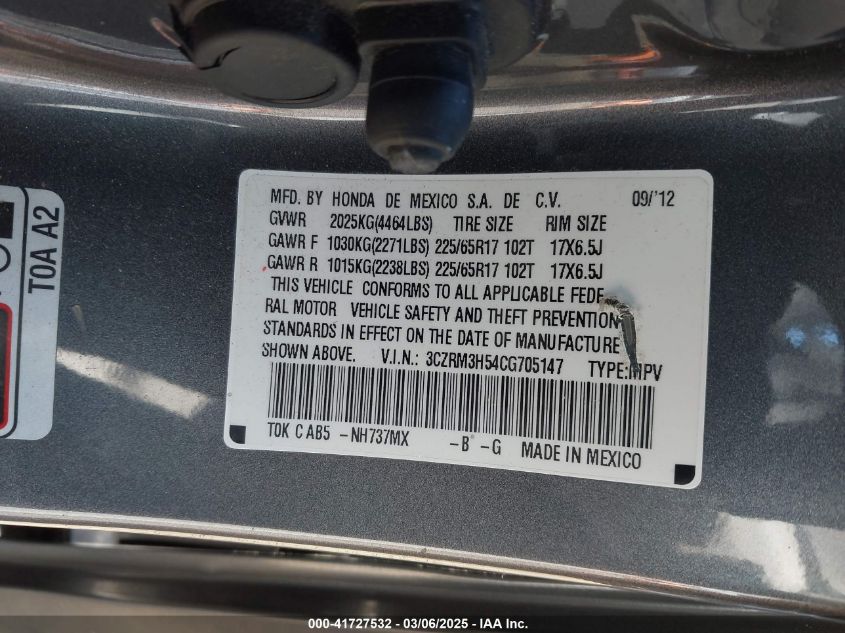 MFD. BY HONDA DE MEXICO S.A. DE C.V. 09/'12
GVWR 2025KG(4464LBS) TIRE SIZE RIM SIZE
GAWR F 1030KG(2271LBS) 225/65R17 102T 17X6.5J
GAWR R 1015KG(2238LBS) 225/65R17 102T 17X6.5J
THIS VEHICLE CONFORMS TO ALL APPLICABLE FEDE
RAL MOTOR VEHICLE SAFETY AND THEFT PREVENTION
STANDARDS IN EFFECT ON THE DATE OF MANUFACTURE
SHOWN ABOVE. V.I.N.: 3CZRM3H54CG705147 TYPE:MPV
T0K C AB5 -NH737MX -B* -G MADE IN MEXICO
T0A A2
000-41727532 - 03/06/2025 - IAA Inc.